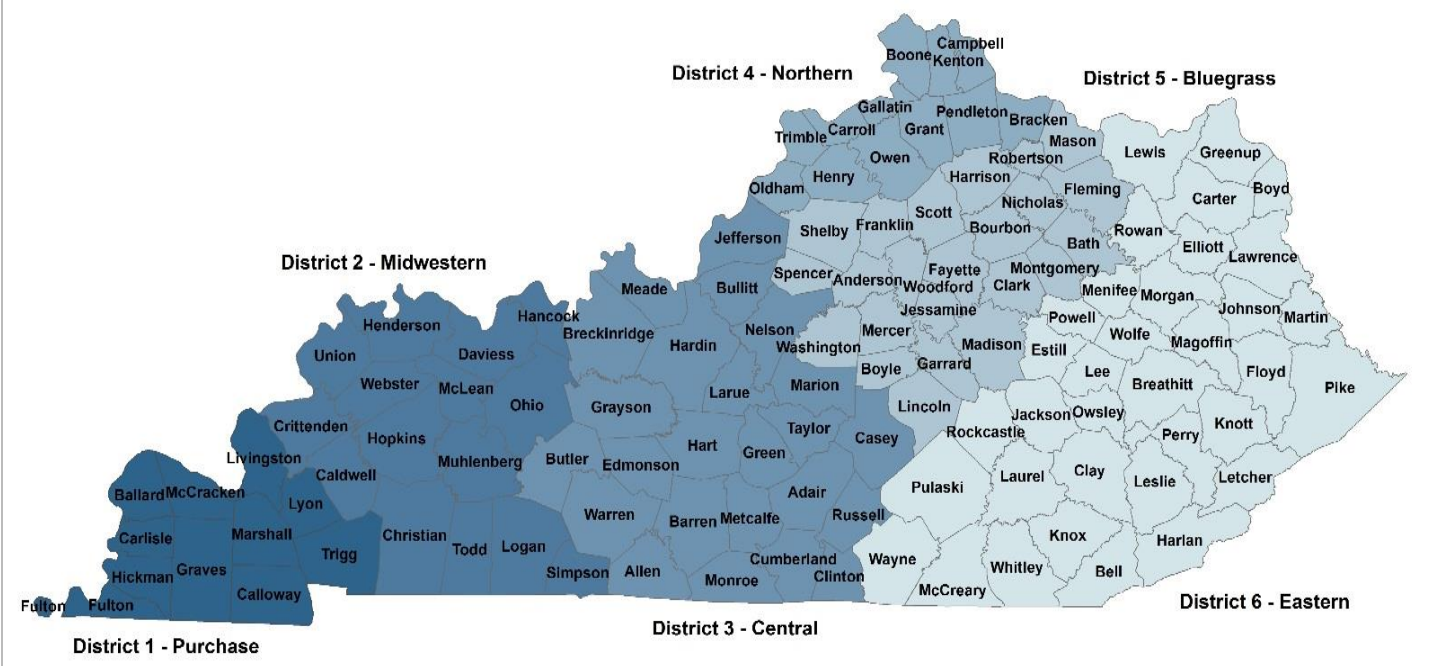 Campbell
Boone
Kenton
District 4 - Northern
District 5 - Bluegrass
Gallatin
Pendleton
Bracken
Trimble
Carroll
Grant
Mason
Owen
Robertson
Lewis
Greenup
Henry
Harrison
Oldham
Fleming
Boyd
Nicholas
Carter
Scott
Shelby
Franklin
Bourbon
Rowan
Jefferson
Bath
Elliott
Lawrence
District 2 - Midwestern
Spencer
Anderson
Fayette
Montgomery
Woodford
Clark
Meade
Bullitt
Menifee
Morgan
Jessamine
Johnson
Martin
Hancock
Powell
Henderson
Breckinridge
Nelson
Mercer
Wolfe
Washington
Madison
Magoffin
Hardin
Union
Daviess
Estill
Boyle
Garrard
Lee
Floyd
Webster
McLean
Marion
Breathitt
Pike
Larue
Ohio
Grayson
Lincoln
Jackson
Owsley
Crittenden
Taylor
Knott
Hopkins
Casey
Rockcastle
Perry
Hart
Green
Livingston
Muhlenberg
Butler
Edmonson
Caldwell
Laurel
Clay
Leslie
Letcher
Pulaski
Ballard
McCracken
Adair
Lyon
Warren
Barren
Metcalfe
Russell
Marshall
Christian
Carlisle
Knox
Harlan
Trigg
Todd
Logan
Cumberland
Wayne
Graves
Hickman
Simpson
Allen
Monroe
Clinton
Whitley
Bell
Calloway
McCreary
Fulton
Fulton
District 6 - Eastern
District 3 - Central
District 1 - Purchase